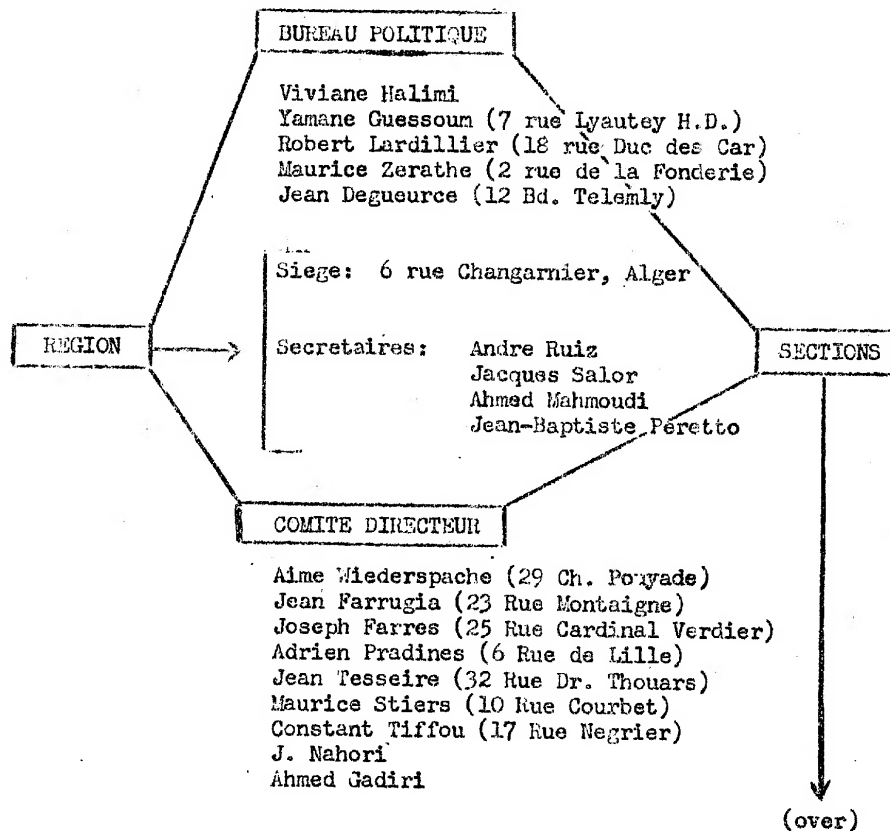 BUREAU POLITIQUE
Viviane Halimi
Yamane Guessoum (7 rue Lyautey H.D.)
Robert Lardillier (18 rue Duc des Car)
Maurice Zerathe (2 rue de la Fonderie)
Jean Degueurce (12 Bd. Telemly)
Siege: 6 rue Changarnier, Alger
REGION
Secretaires: Andre Ruiz
SECTIONS
Jacques Salor
Ahmed Mahmoudi
Jean-Baptiste Peretto
COMITE DIRECTEUR
Aime Wiederspache (29 Ch. Pouyade)
Jean Farrugia (23 Rue Montaigne)
Joseph Farres (25 Rue Cardinal Verdier)
Adrien Pradines (6 Rue de Lille)
Jean Tesseire (32 Rue Dr. Thouars)
Maurice Stiers (10 Rue Courbet)
Constant Tiffou (17 Rue Negrier)
J. Nahori
Ahmed Gadiri
(over)